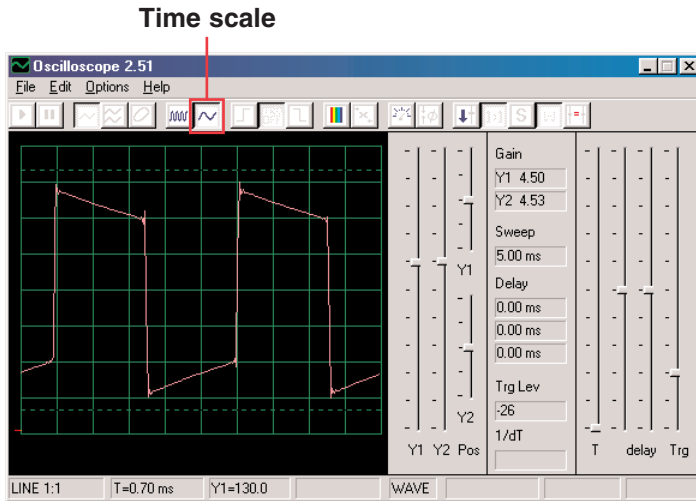 Time scale
Oscilloscope 2.51
File Edit Options Help
Gain
Y1 4.50
Y2 4.53
Sweep
5.00 ms
Y1
Delay
0.00 ms
0.00 ms
0.00 ms
Trg Lev
-26
Y2
1/dT
Y1 Y2 Pos
T delay Trg
LINE 1:1 T=0.70 ms Y1=130.0 WAVE